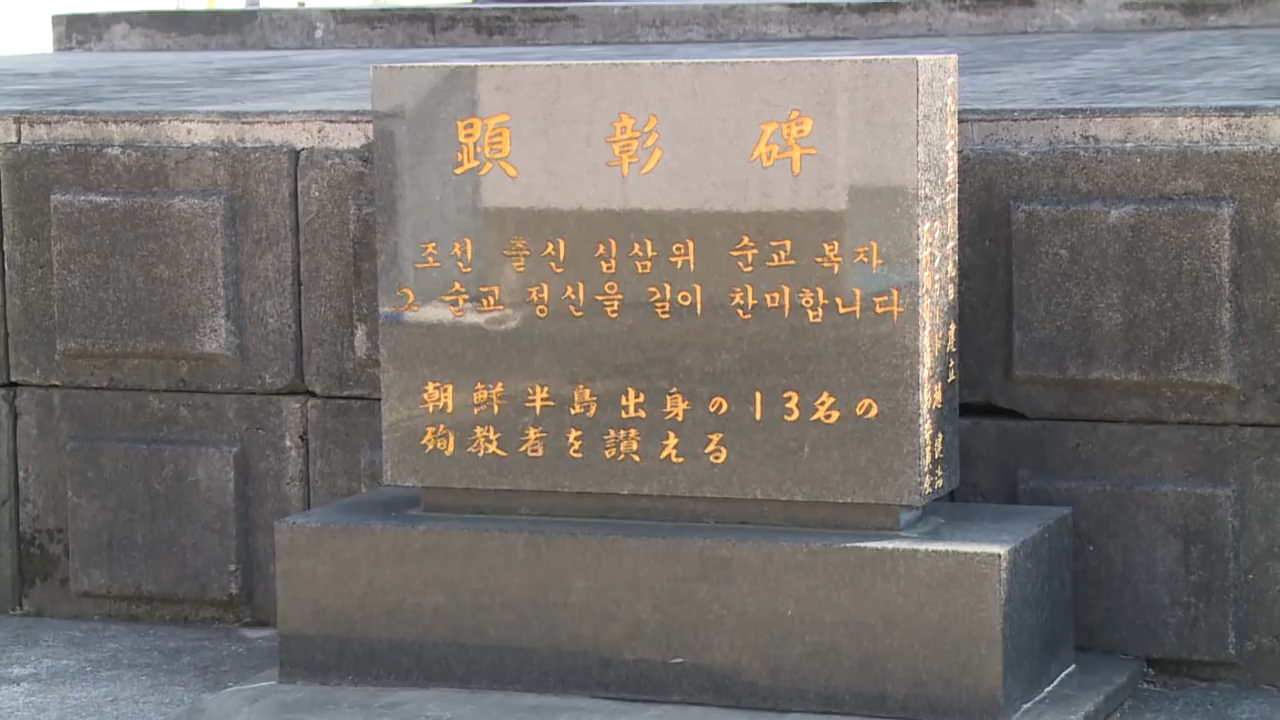 顕彰碑
조선 출신 십삼위 순교 복자
그 순교 정신을 길이 찬미합니다
朝鮮半島出身の13名の
殉教者を讃える